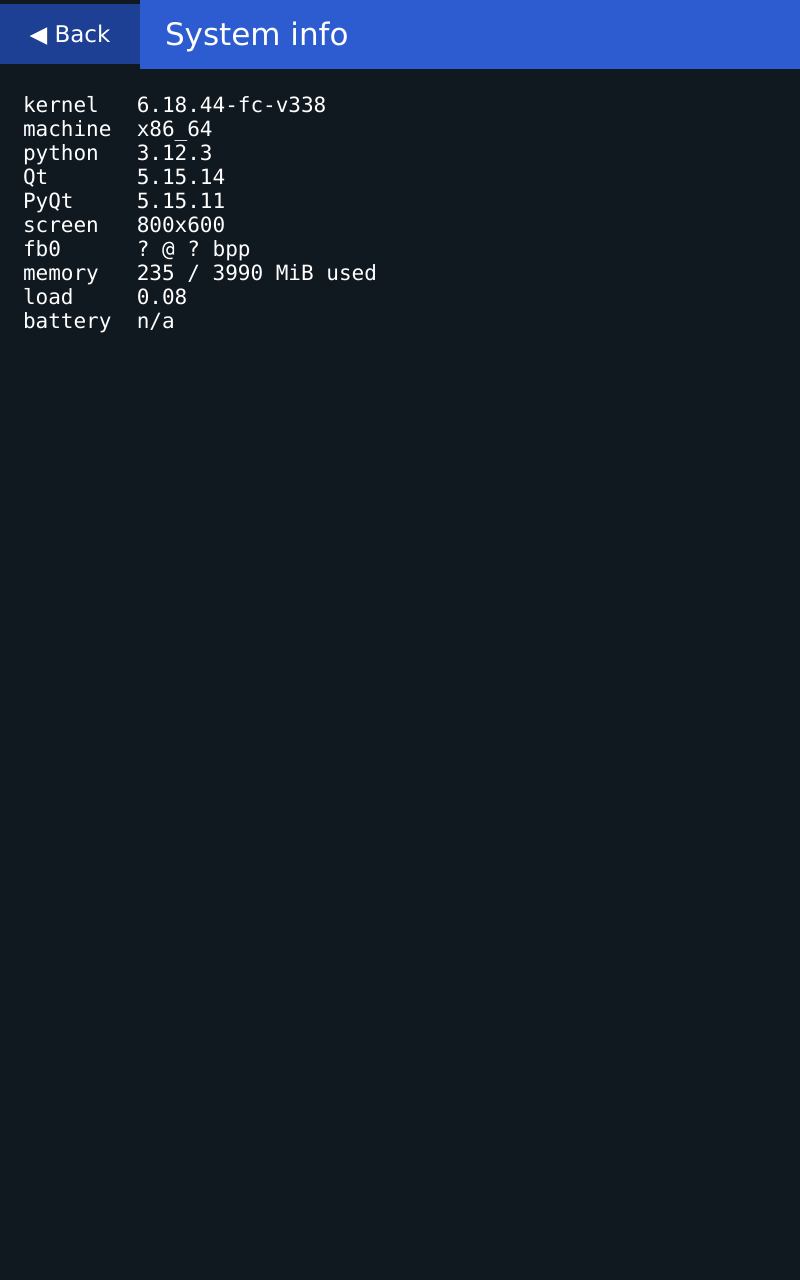 ◀ Back
System info
kernel 6.18.44-fc-v338
machine x86_64
python 3.12.3
Qt 5.15.14
PyQt 5.15.11
screen 800x600
fb0 ? @ ? bpp
memory 235 / 3990 MiB used
load 0.08
battery n/a